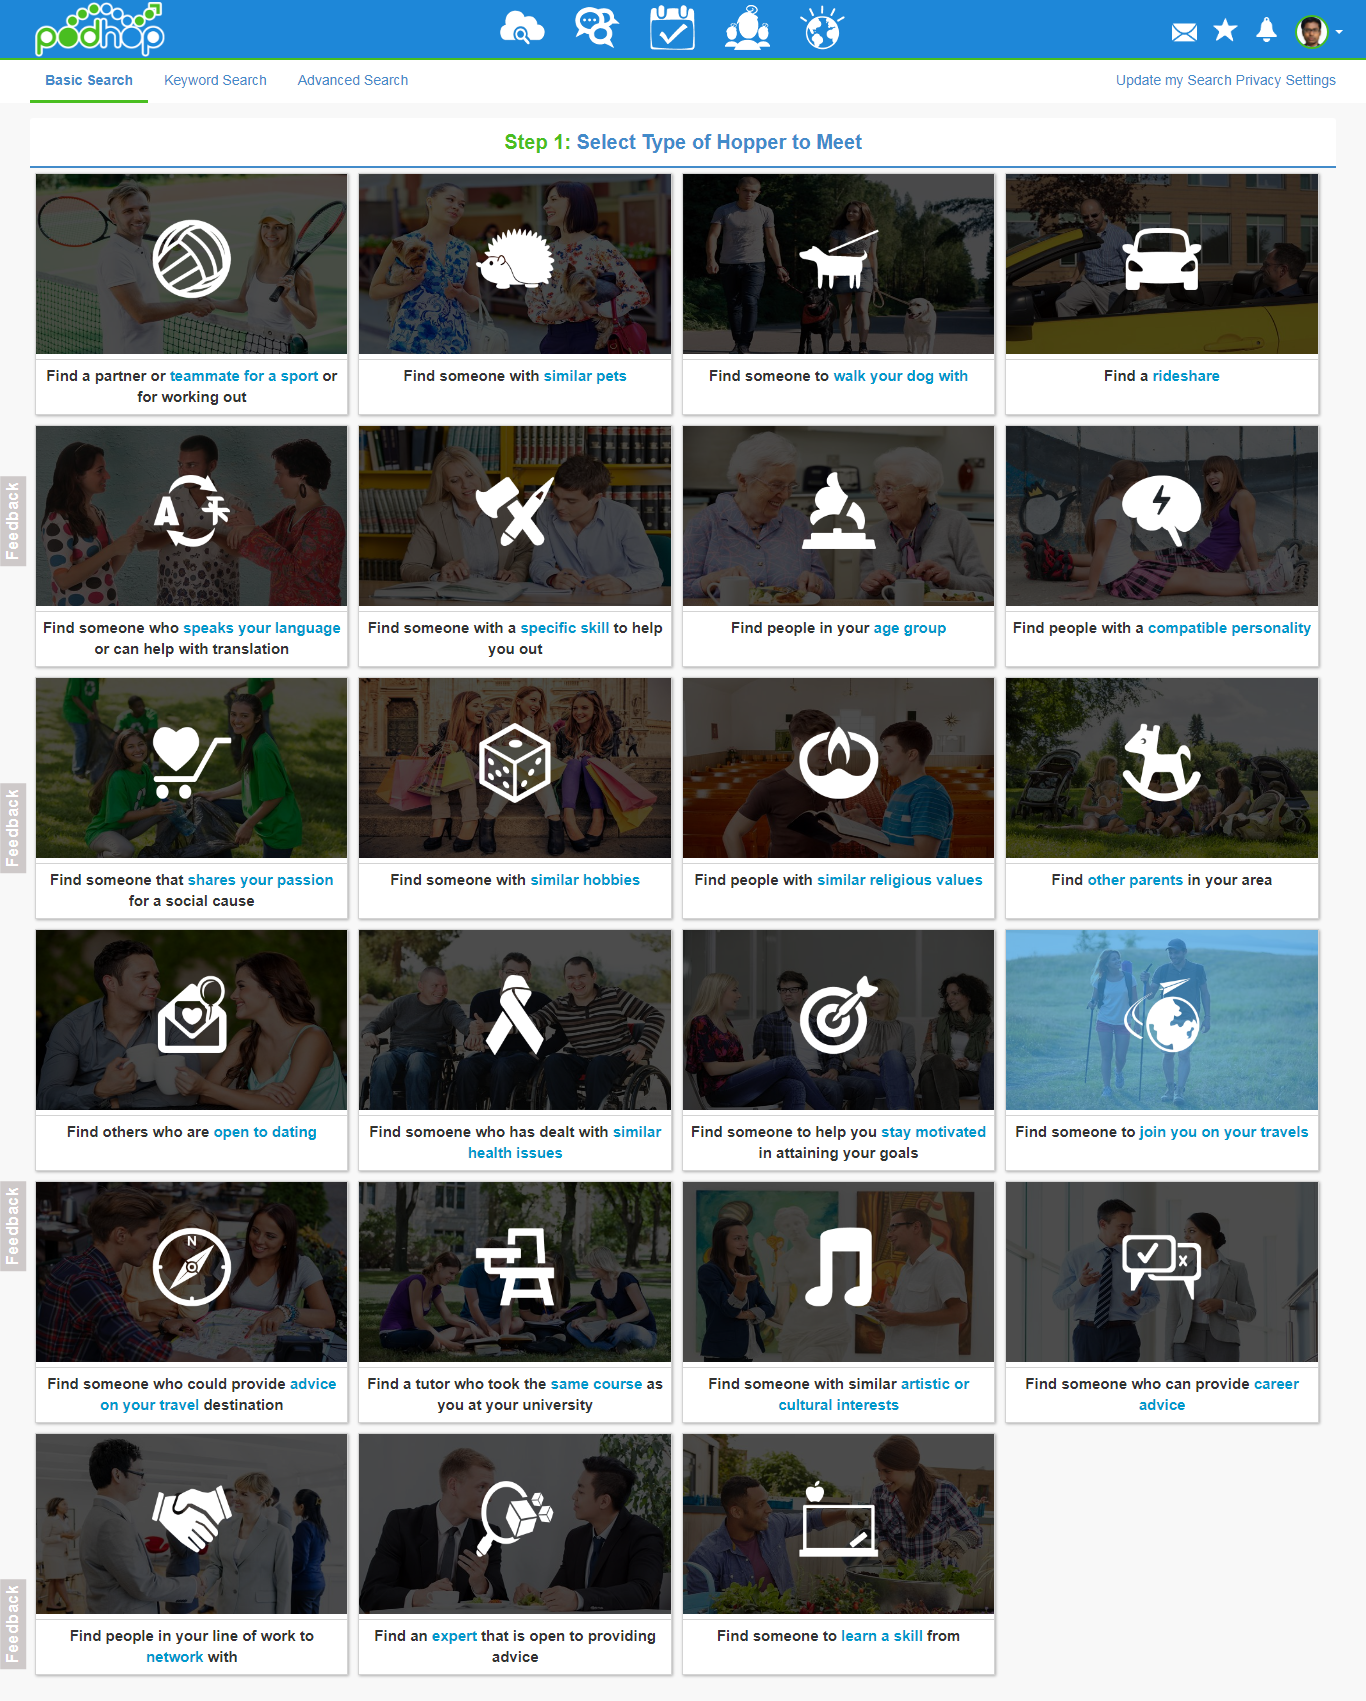 podhop
Basic Search
Keyword Search
Advanced Search
Update my Search Privacy Settings
Step 1: Select Type of Hopper to Meet
Find a partner or teammate for a sport or
for working out
Find someone with similar pets
Find someone to walk your dog with
Find a rideshare
A
Feedback
Find someone who speaks your language
or can help with translation
Find someone with a specific skill to help
you out
Find people in your age group
Find people with a compatible personality
Feedback
Find someone that shares your passion
for a social cause
Find someone with similar hobbies
Find people with similar religious values
Find other parents in your area
Find others who are open to dating
Find somoene who has dealt with similar
health issues
Find someone to help you stay motivated
in attaining your goals
Find someone to join you on your travels
Feedback
N
x
Find someone who could provide advice
on your travel destination
Find a tutor who took the same course as
you at your university
Find someone with similar artistic or
cultural interests
Find someone who can provide career
advice
Feedback
Find people in your line of work to
network with
Find an expert that is open to providing
advice
Find someone to learn a skill from